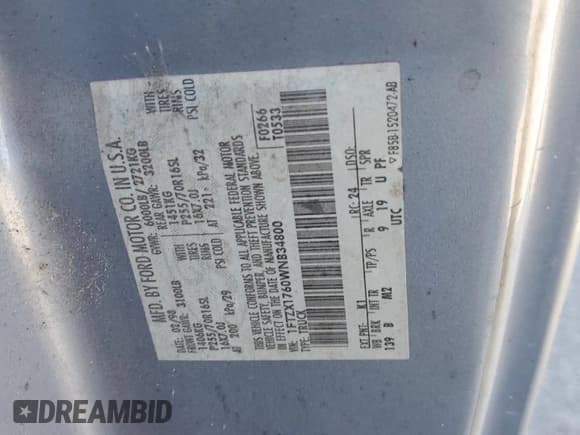 MFD. BY FORD MOTOR CO. IN U.S.A.
DATE: 02/98 GVWR: 6000LB/ 2721KG
FRONT GAWR: 3100LB REAR GAWR: 3200LB
1406KG WITH 1451KG WITH
P255/70R16SL TIRES P255/70R16SL TIRES
16X7.0J RIMS 16X7.0J RIMS
AT 200 kPa/29 PSI COLD AT 221 kPa/32 PSI COLD
THIS VEHICLE CONFORMS TO ALL APPLICABLE FEDERAL MOTOR
VEHICLE SAFETY, BUMPER, AND THEFT PREVENTION STANDARDS
IN EFFECT ON THE DATE OF MANUFACTURE SHOWN ABOVE.
VIN: 1FTZX1760WNB34800
TYPE: TRUCK
F0266
T0533
EXT PNT: K1 RC: 24 DSO:
WB BRK INT TR TP/PS R AXLE TR SPR
139 B M2 9 19 U PF
UTC
▽ F85B-1520472-AB
DREAMBID